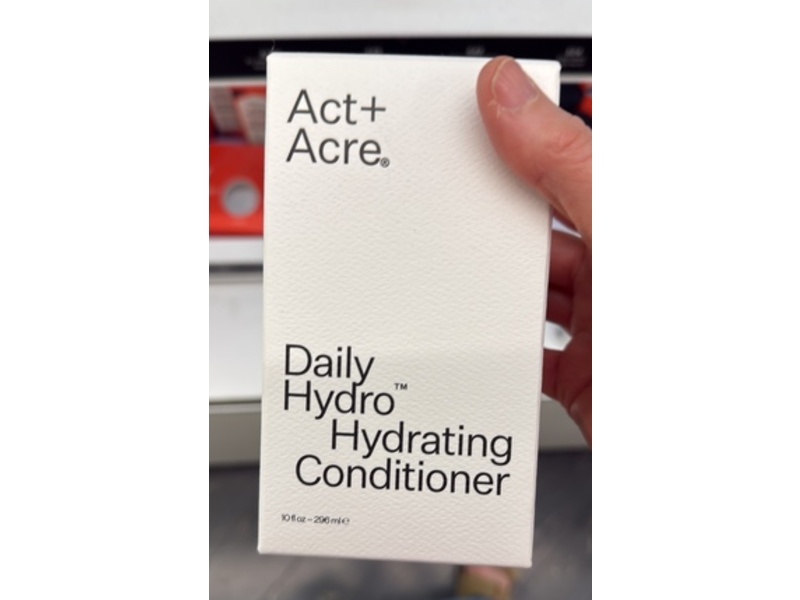 Act+
Acre®
Daily
Hydro™
Hydrating
Conditioner
10 fl oz – 296 ml ℮